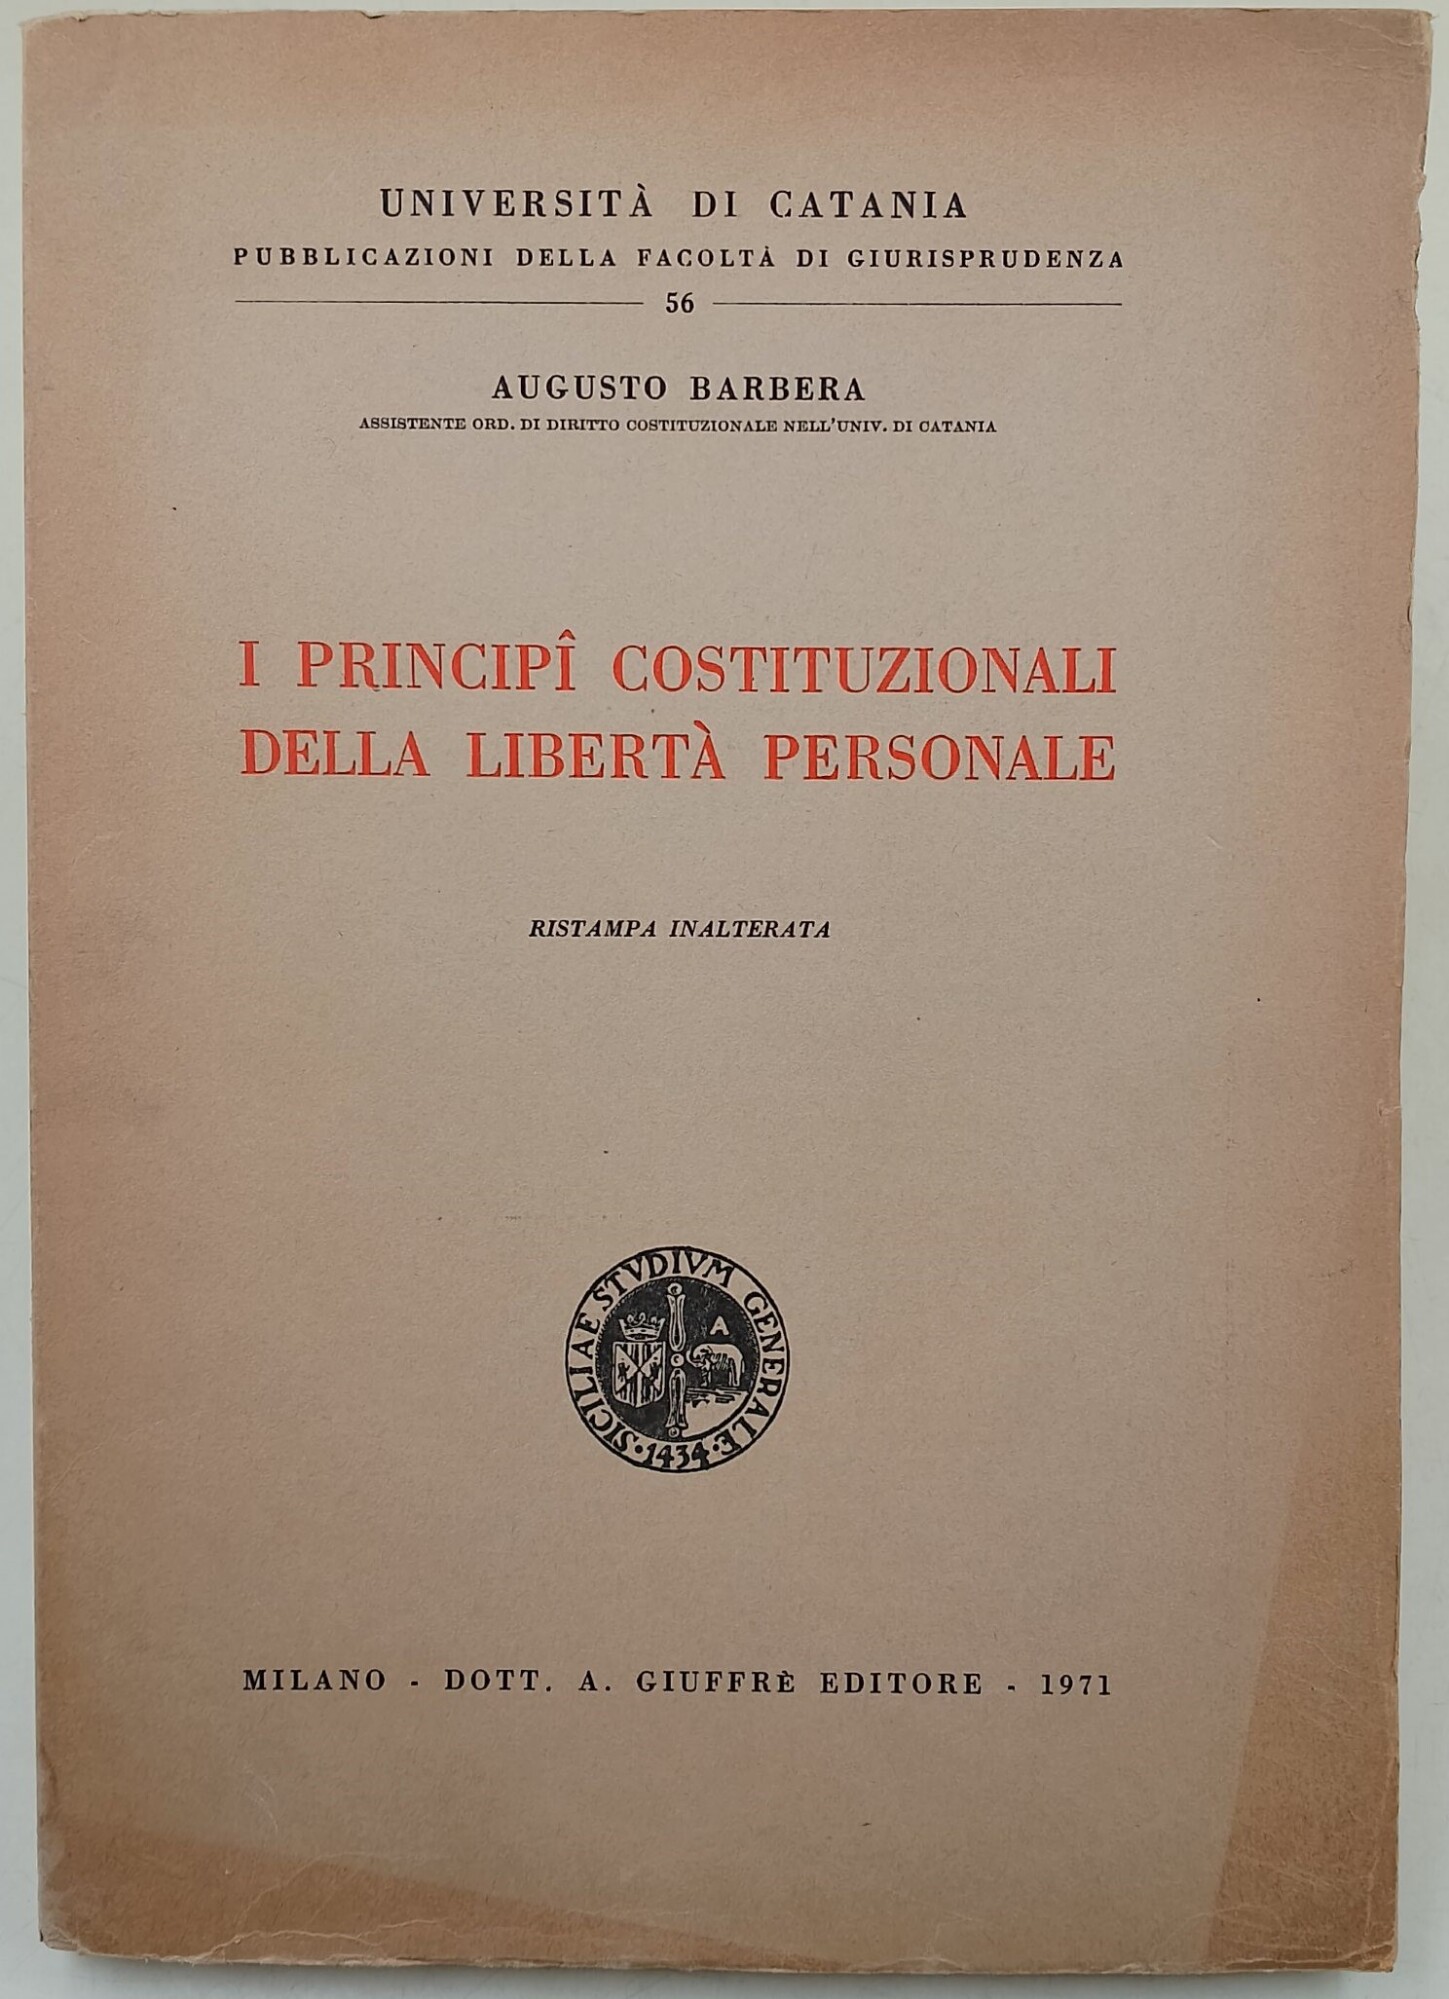 UNIVERSITÀ DI CATANIA
PUBBLICAZIONI DELLA FACOLTÀ DI GIURISPRUDENZA
56
AUGUSTO BARBERA
ASSISTENTE ORD. DI DIRITTO COSTITUZIONALE NELL'UNIV. DI CATANIA
I PRINCIPÎ COSTITUZIONALI
DELLA LIBERTÀ PERSONALE
RISTAMPA INALTERATA
SICILIAE STVDIVM GENERALE
A
·1434·
MILANO - DOTT. A. GIUFFRÈ EDITORE - 1971